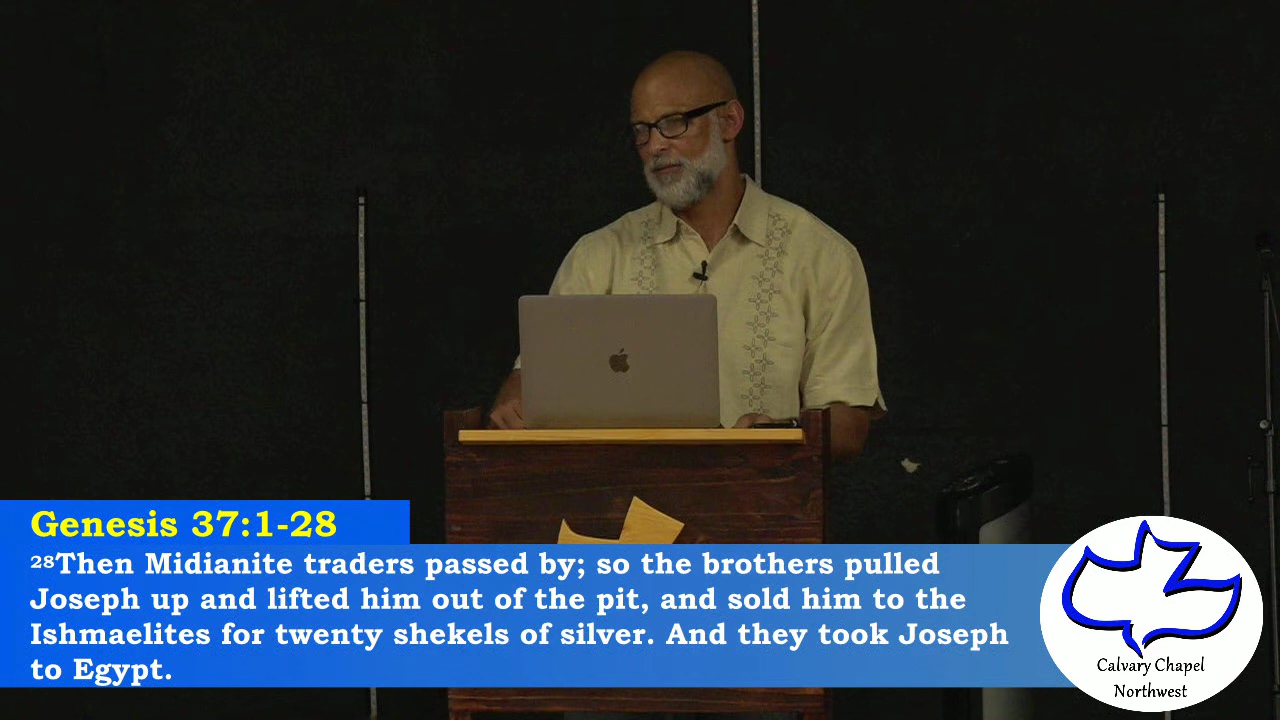 Genesis 37:1-28
28Then Midianite traders passed by; so the brothers pulled
Joseph up and lifted him out of the pit, and sold him to the
Ishmaelites for twenty shekels of silver. And they took Joseph
to Egypt.
Calvary Chapel
Northwest